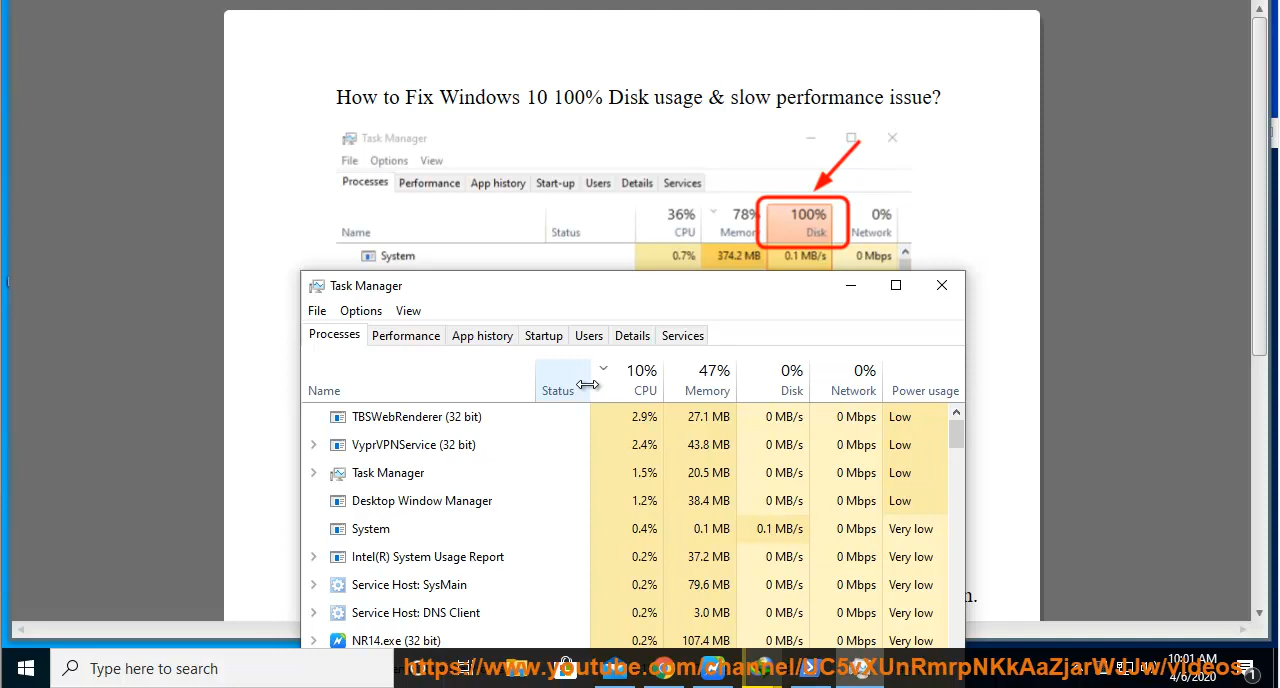 How to Fix Windows 10 100% Disk usage & slow performance issue?
Task Manager
File Options View
Processes Performance App history Start-up Users Details Services
36% 78% 100% 0%
Name Status CPU Memory Disk Network
System 0.7% 374.2 MB 0.1 MB/s 0 Mbps
Task Manager
File Options View
Processes Performance App history Startup Users Details Services
10% 47% 0% 0%
Name Status CPU Memory Disk Network Power usage
TBSWebRenderer (32 bit) 2.9% 27.1 MB 0 MB/s 0 Mbps Low
VyprVPNService (32 bit) 2.4% 43.8 MB 0 MB/s 0 Mbps Low
Task Manager 1.5% 20.5 MB 0 MB/s 0 Mbps Low
Desktop Window Manager 1.2% 38.4 MB 0 MB/s 0 Mbps Low
System 0.4% 0.1 MB 0.1 MB/s 0 Mbps Very low
Intel(R) System Usage Report 0.2% 37.2 MB 0 MB/s 0 Mbps Very low
Service Host: SysMain 0.2% 79.6 MB 0 MB/s 0 Mbps Very low
Service Host: DNS Client 0.2% 3.0 MB 0 MB/s 0 Mbps Very low
NR14.exe (32 bit) 0.2% 107.4 MB 0 MB/s 0 Mbps Very low
Type here to search
10:01 AM
4/6/2020
1